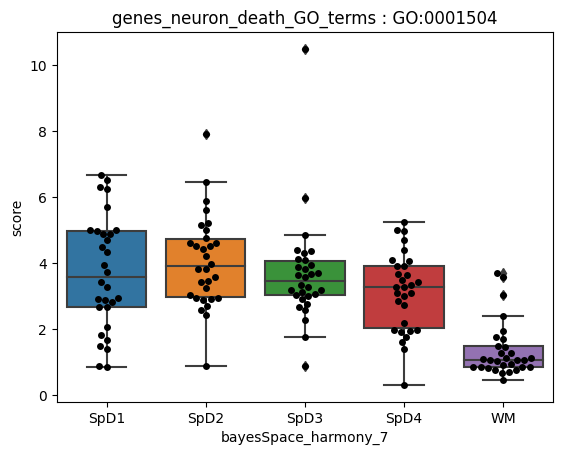 genes_neuron_death_GO_terms : GO:0001504
score
10
8
6
4
2
0
SpD1 SpD2 SpD3 SpD4 WM
bayesSpace_harmony_7